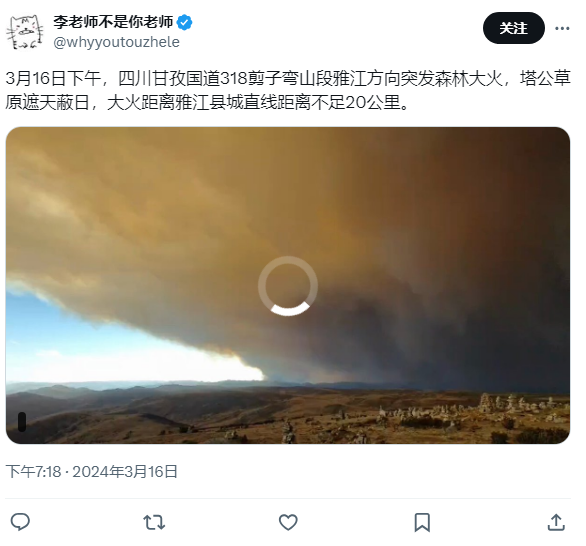 李老师不是你老师
@whyyoutouzhele
关注
3月16日下午，四川甘孜国道318剪子弯山段雅江方向突发森林大火，塔公草
原遮天蔽日，大火距离雅江县城直线距离不足20公里。
下午7:18 · 2024年3月16日